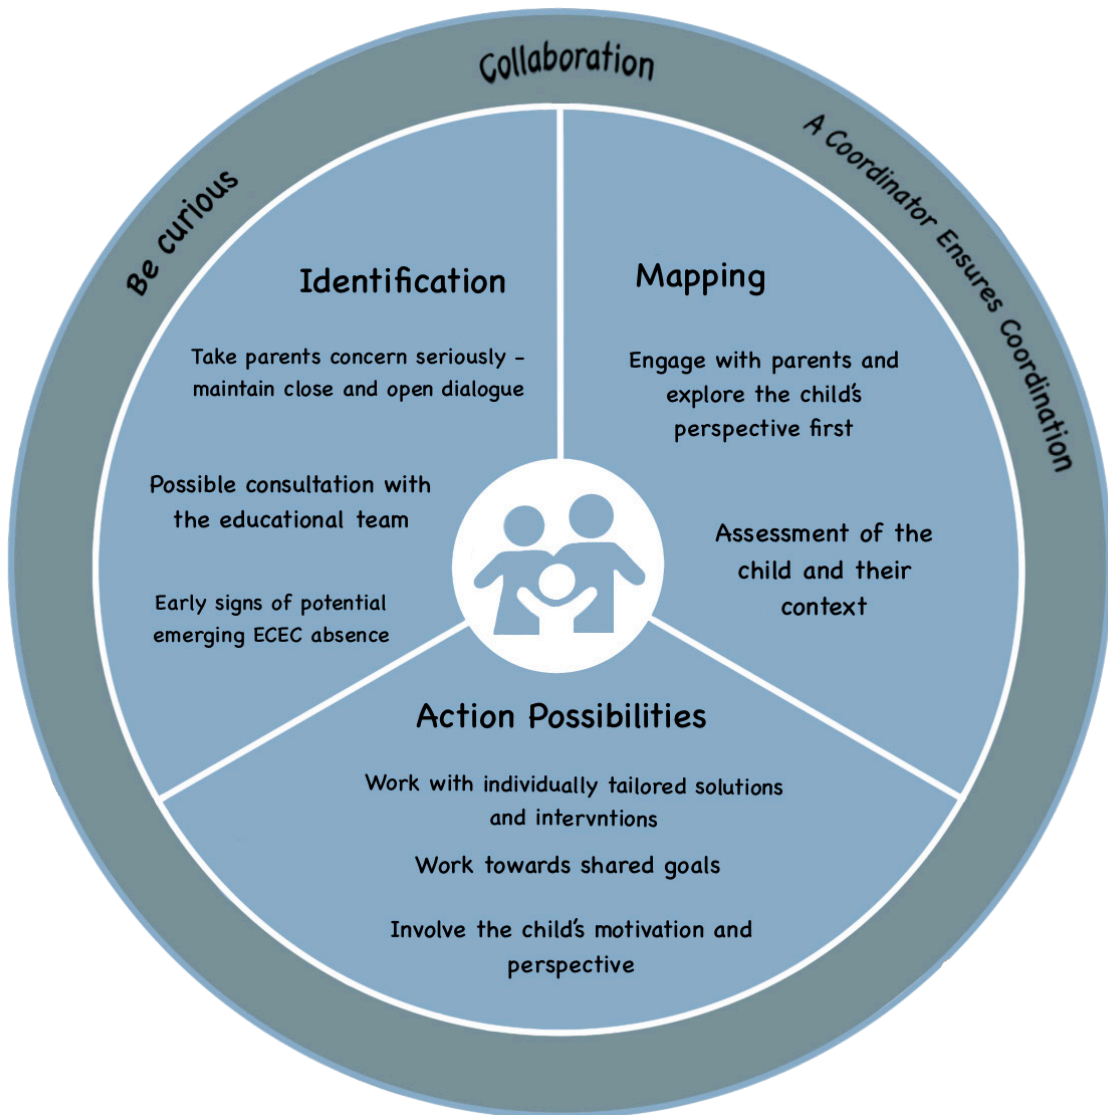 Collaboration
Be curious
A Coordinator Ensures Coordination
Identification
Take parents concern seriously -
maintain close and open dialogue
Possible consultation with
the educational team
Early signs of potential
emerging ECEC absence
Mapping
Engage with parents and
explore the child's
perspective first
Assessment of the
child and their
context
Action Possibilities
Work with individually tailored solutions
and intervntions
Work towards shared goals
Involve the child's motivation and
perspective